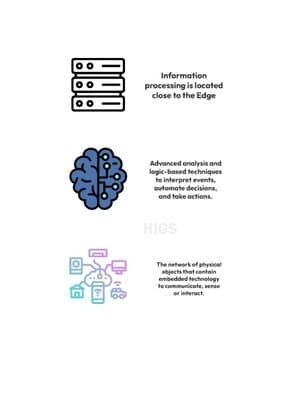 Information
processing is located
close to the Edge
Advanced analysis and
logic-based techniques
to interpret events,
automate decisions,
and take actions.
HIGS
The network of physical
objects that contain
embedded technology
to communicate, sense
or interact.